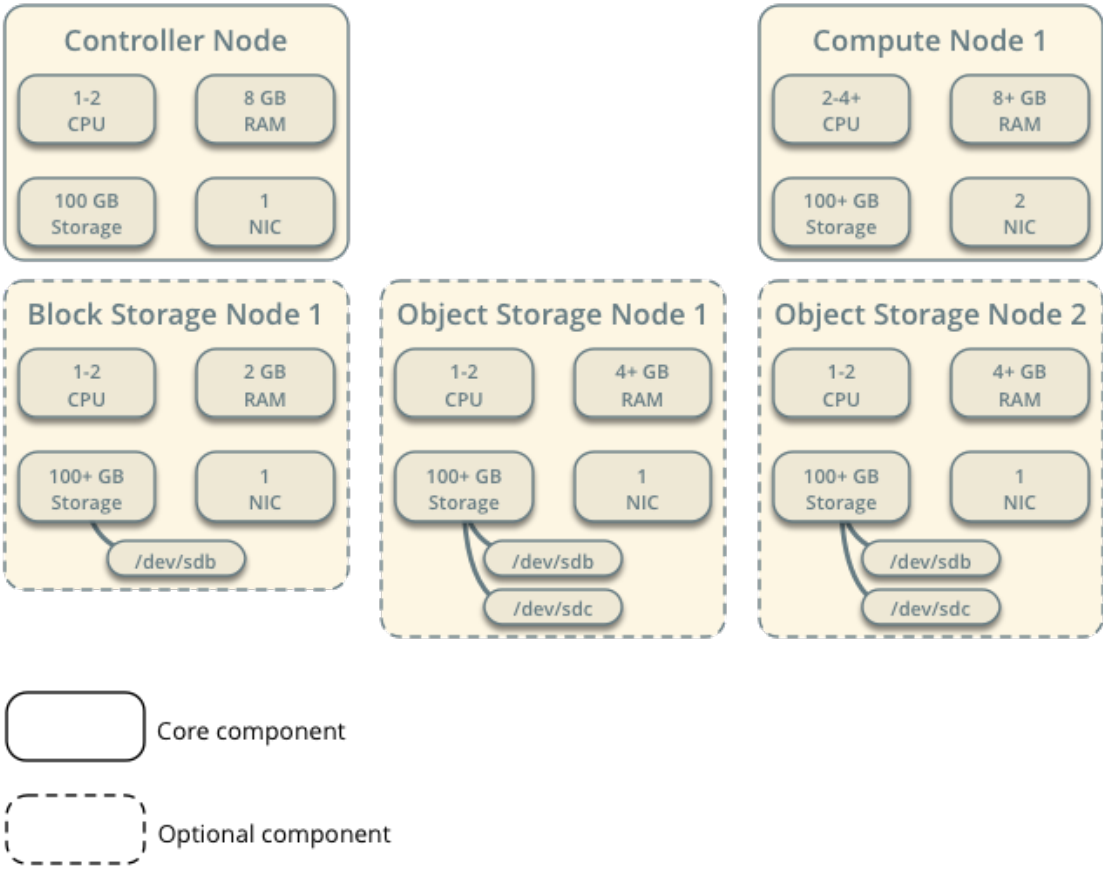 Controller Node
1-2
CPU
8 GB
RAM
100 GB
Storage
1
NIC
Compute Node 1
2-4+
CPU
8+ GB
RAM
100+ GB
Storage
2
NIC
Block Storage Node 1
1-2
CPU
2 GB
RAM
100+ GB
Storage
1
NIC
/dev/sdb
Object Storage Node 1
1-2
CPU
4+ GB
RAM
100+ GB
Storage
1
NIC
/dev/sdb
/dev/sdc
Object Storage Node 2
1-2
CPU
4+ GB
RAM
100+ GB
Storage
1
NIC
/dev/sdb
/dev/sdc
Core component
Optional component